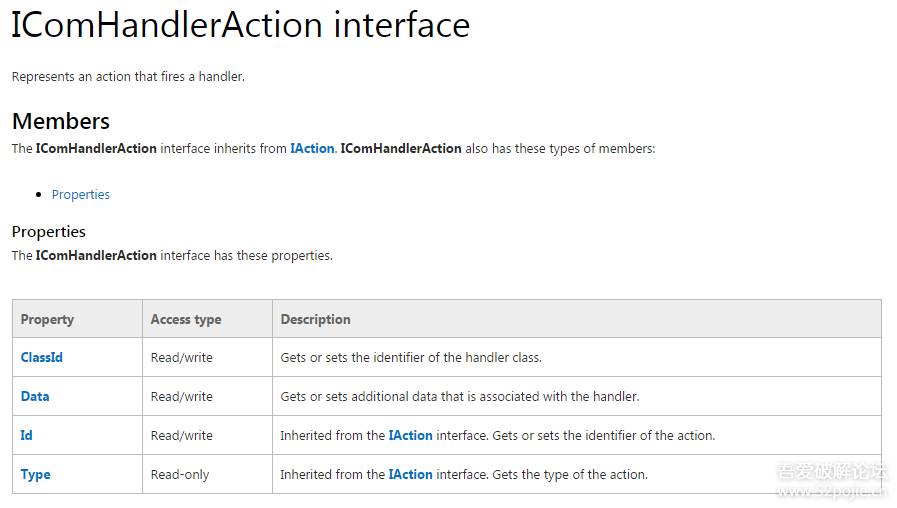 IComHandlerAction interface
Represents an action that fires a handler.
Members
The IComHandlerAction interface inherits from IAction. IComHandlerAction also has these types of members:
Properties
Properties
The IComHandlerAction interface has these properties.
Property Access type Description
ClassId Read/write Gets or sets the identifier of the handler class.
Data Read/write Gets or sets additional data that is associated with the handler.
Id Read/write Inherited from the IAction interface. Gets or sets the identifier of the action.
Type Read-only Inherited from the IAction interface. Gets the type of the action.
吾爱破解论坛
www.52pojie.cn